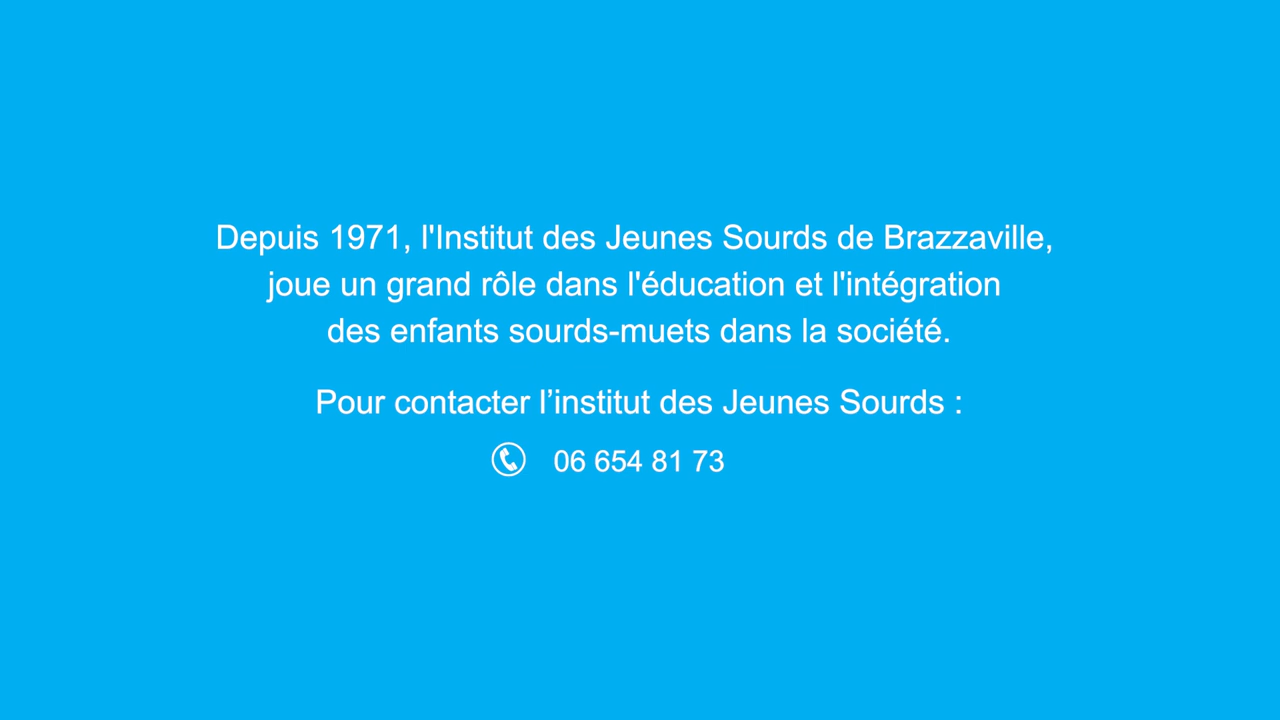 Depuis 1971, l'Institut des Jeunes Sourds de Brazzaville,
joue un grand rôle dans l'éducation et l'intégration
des enfants sourds-muets dans la société.
Pour contacter l’institut des Jeunes Sourds :
06 654 81 73